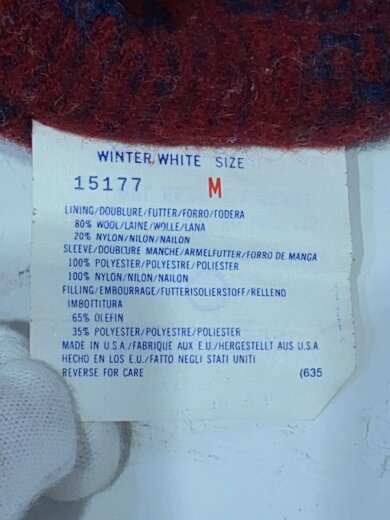 WINTER WHITE SIZE
15177 M
LINING/DOUBLURE/FUTTER/FORRO/FODERA
80% WOOL/LAINE/WOLLE/LANA
20% NYLON/NILON/NAILON
SLEEVE/DOUBLURE MANCHE/ARMELFUTTER/FORRO DE MANGA
100% POLYESTER/POLYESTRE/POLIESTER
100% NYLON/NILON/NAILON
FILLING/EMBOURRAGE/FUTTERISOLIERSTOFF/RELLENO
IMBOTTITURA
65% OLEFIN
35% POLYESTER/POLYESTRE/POLIESTER
MADE IN U.S.A./FABRIQUE AUX E.U./HERGESTELLT AUS U.S.A.
HECHO EN LOS E.U./FATTO NEGLI STATI UNITI
REVERSE FOR CARE (635